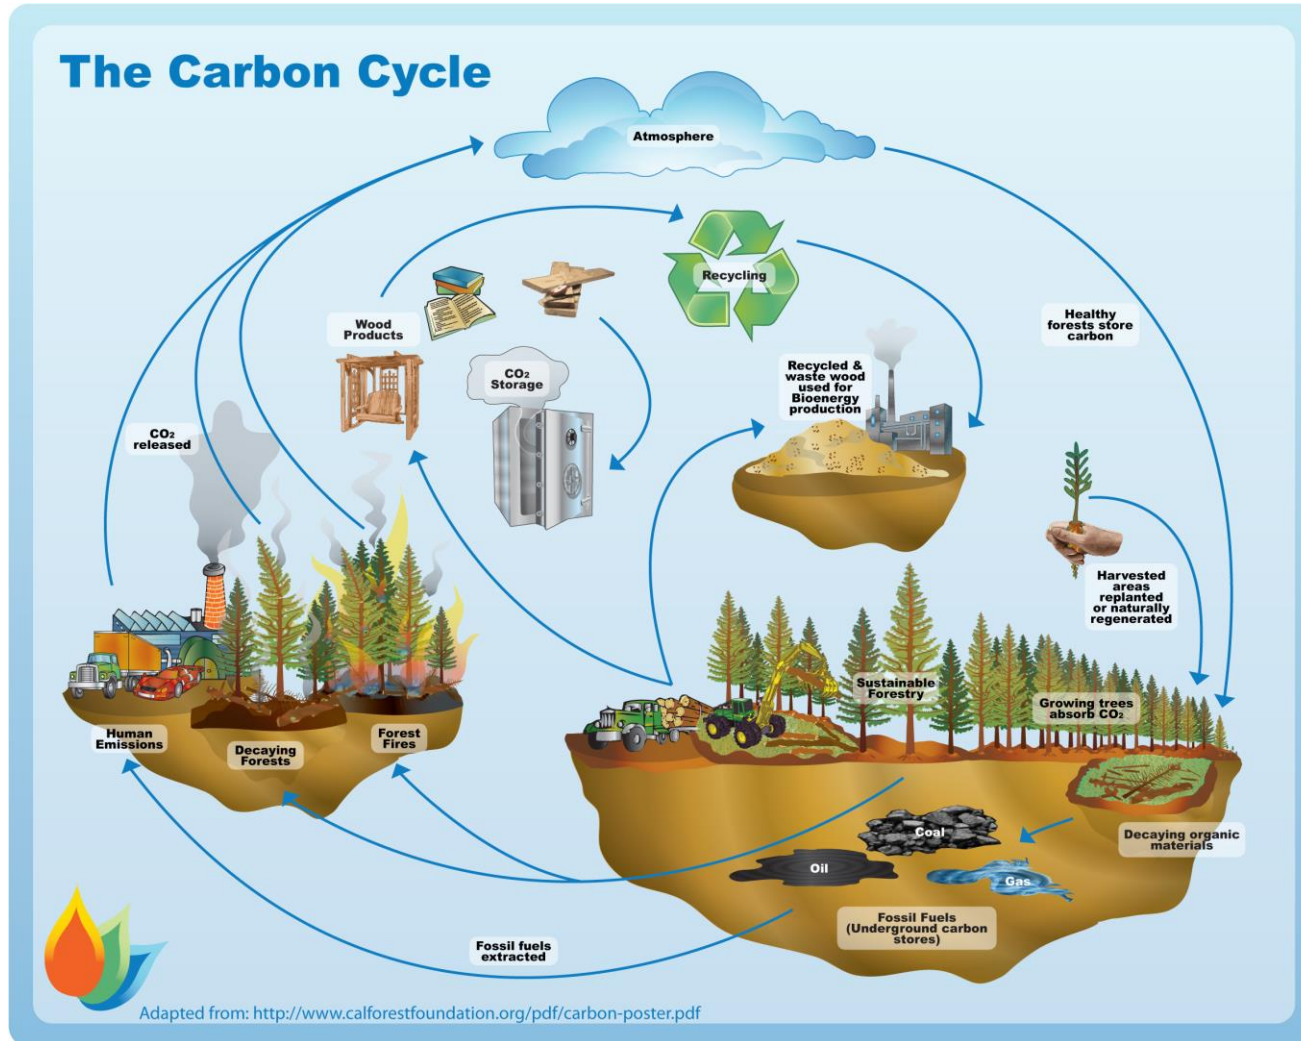 The Carbon Cycle
Atmosphere
Recycling
Wood
Products
CO₂
Storage
Recycled &
waste wood
used for
Bioenergy
production
Healthy
forests store
carbon
CO₂
released
Harvested
areas
replanted
or naturally
regenerated
Sustainable
Forestry
Growing trees
absorb CO₂
Human
Emissions
Decaying
Forests
Forest
Fires
Coal
Oil
Gas
Decaying organic
materials
Fossil Fuels
(Underground carbon
stores)
Fossil fuels
extracted
Adapted from: http://www.calforestfoundation.org/pdf/carbon-poster.pdf